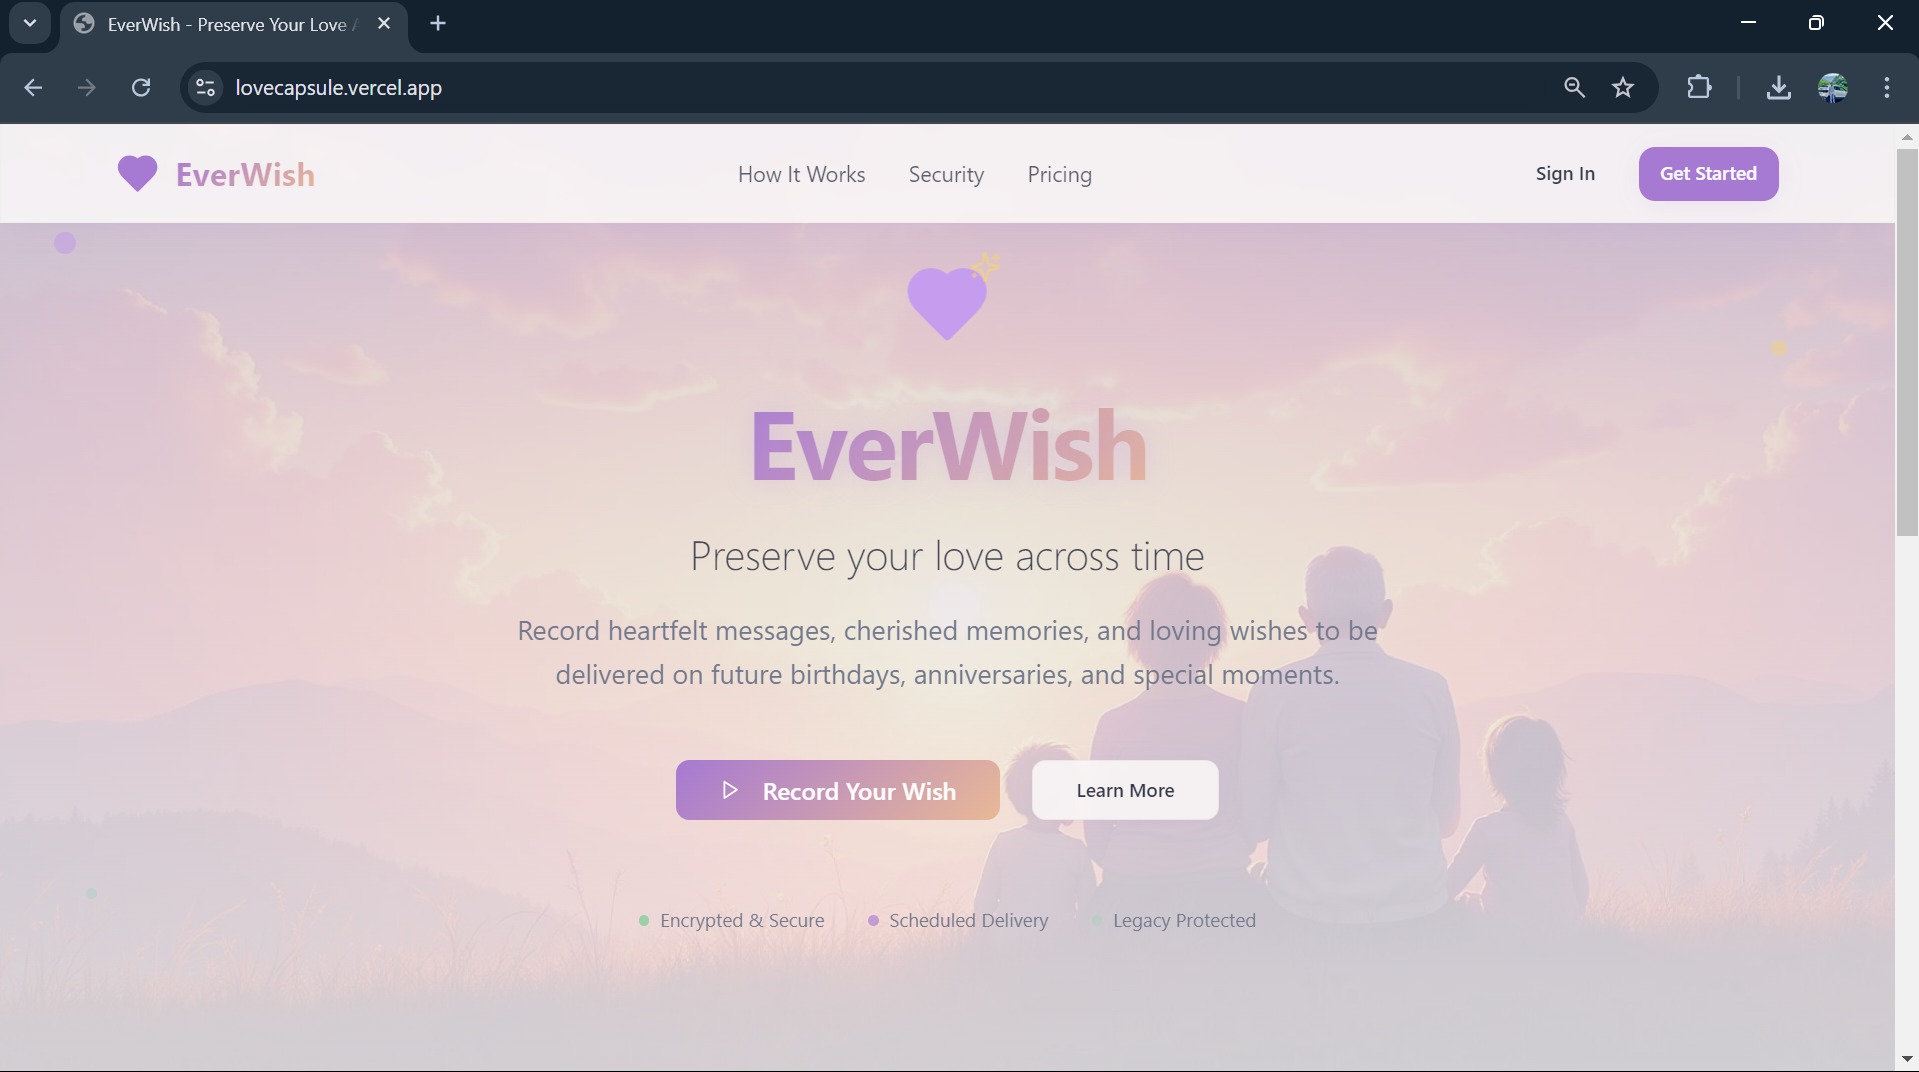 EverWish - Preserve Your Love
lovecapsule.vercel.app
EverWish
How It Works
Security
Pricing
Sign In
Get Started
EverWish
Preserve your love across time
Record heartfelt messages, cherished memories, and loving wishes to be
delivered on future birthdays, anniversaries, and special moments.
Record Your Wish
Learn More
Encrypted & Secure
Scheduled Delivery
Legacy Protected